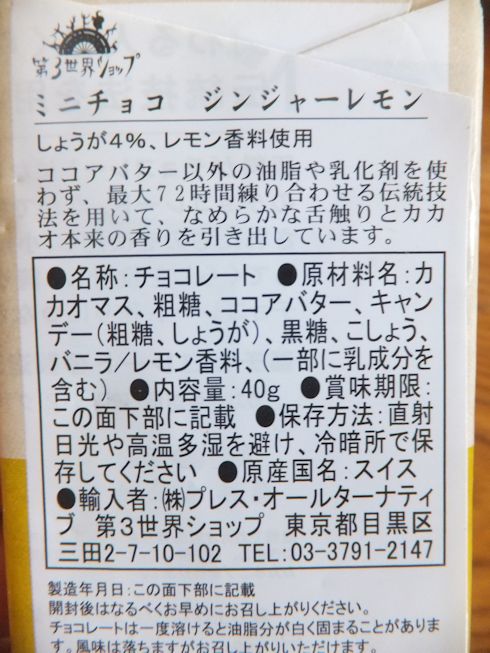 第3世界ショップ
ミニチョコ　ジンジャーレモン
しょうが4%、レモン香料使用
ココアバター以外の油脂や乳化剤を使
わず、最大72時間練り合わせる伝統技
法を用いて、なめらかな舌触りとカカ
オ本来の香りを引き出しています。
●名称:チョコレート　●原材料名:カ
カオマス、粗糖、ココアバター、キャン
デー(粗糖、しょうが)、黒糖、こしょう、
バニラ/レモン香料、(一部に乳成分を
含む)　●内容量:40g　●賞味期限:
この面下部に記載　●保存方法:直射
日光や高温多湿を避け、冷暗所で保
存してください　●原産国名:スイス
●輸入者:㈱プレス・オールターナティ
ブ　第3世界ショップ　東京都目黒区
三田2-7-10-102　TEL:03-3791-2147
製造年月日:この面下部に記載
開封後はなるべくお早めにお召し上がりください。
チョコレートは一度溶けると油脂分が白く固まることがありま
す。風味は落ちますがお召し上がりいただけます。